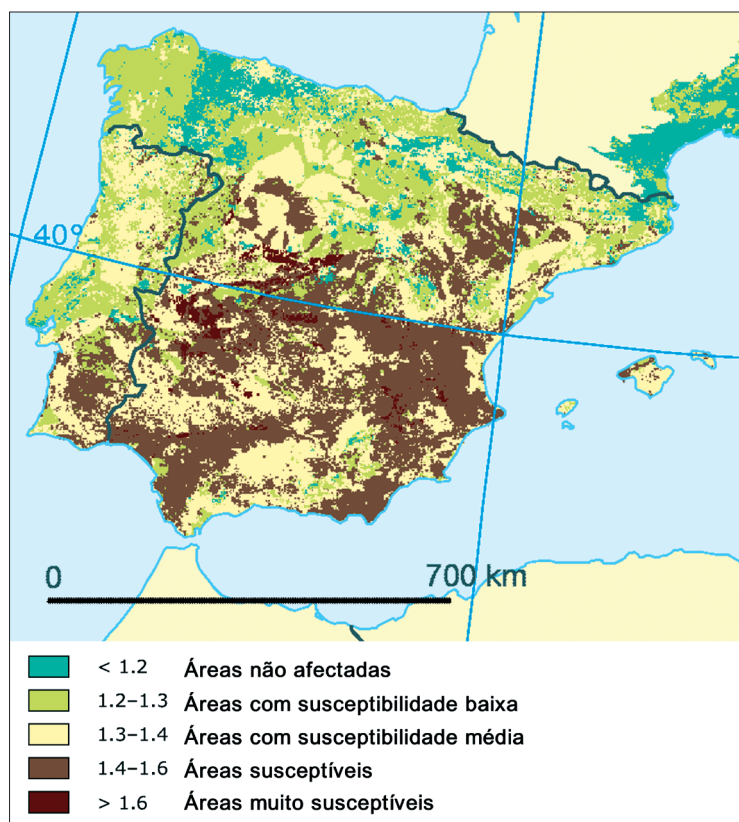 40°
0 700 km
< 1.2 Áreas não afectadas
1.2–1.3 Áreas com susceptibilidade baixa
1.3–1.4 Áreas com susceptibilidade média
1.4–1.6 Áreas susceptíveis
> 1.6 Áreas muito susceptíveis